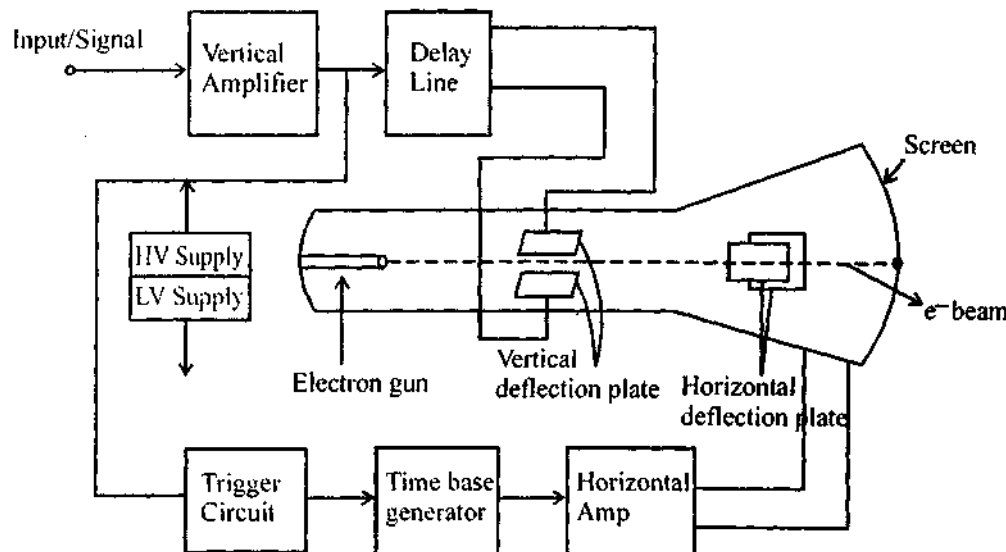 Input/Signal
Vertical
Amplifier
Delay
Line
Screen
HV Supply
LV Supply
e⁻ beam
Electron gun
Vertical
deflection plate
Horizontal
deflection plate
Trigger
Circuit
Time base
generator
Horizontal
Amp